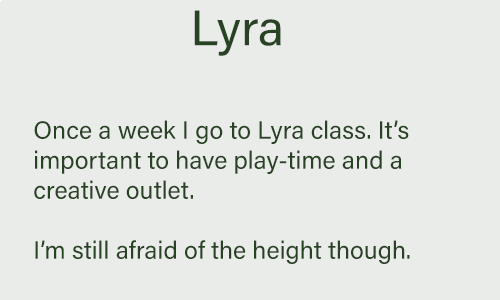 Lyra
Once a week I go to Lyra class. It’s
important to have play-time and a
creative outlet.
I’m still afraid of the height though.